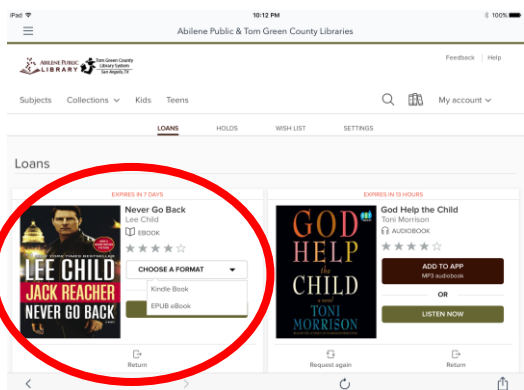 iPad 10:12 PM 100%
Abilene Public & Tom Green County Libraries
Feedback | Help
ABILENE PUBLIC LIBRARY
Tom Green County Library System San Angelo, TX
Subjects Collections Kids Teens My account
LOANS HOLDS WISH LIST SETTINGS
Loans
EXPIRES IN 7 DAYS
Never Go Back
Lee Child
EBOOK
CHOOSE A FORMAT
Kindle Book
EPUB eBook
LEE CHILD
JACK REACHER
NEVER GO BACK
Return
EXPIRES IN 13 HOURS
God Help the Child
Toni Morrison
AUDIOBOOK
ADD TO APP
MP3 audiobook
OR
LISTEN NOW
GOD
HELP
the
CHILD
a novel
TONI
MORRISON
Request again
Return